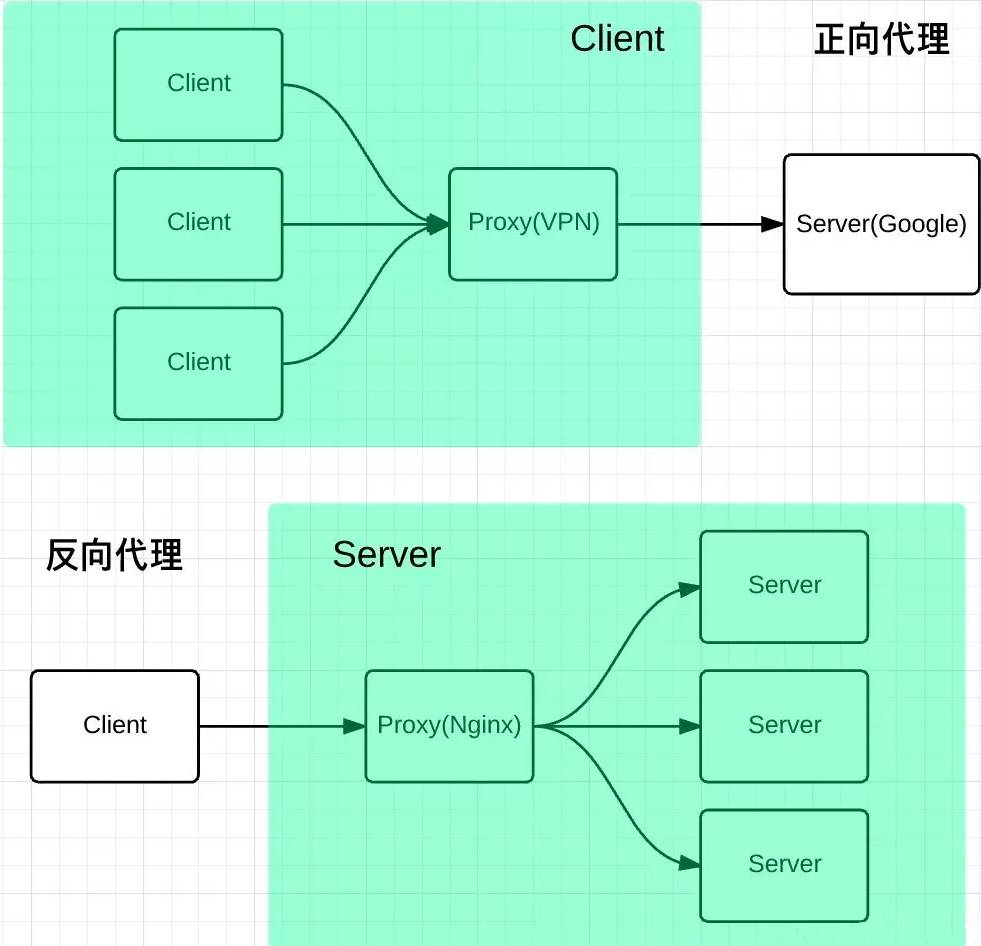 Client
正向代理
Client
Client
Proxy(VPN)
Server(Google)
Client
反向代理
Server
Server
Client
Proxy(Nginx)
Server
Server